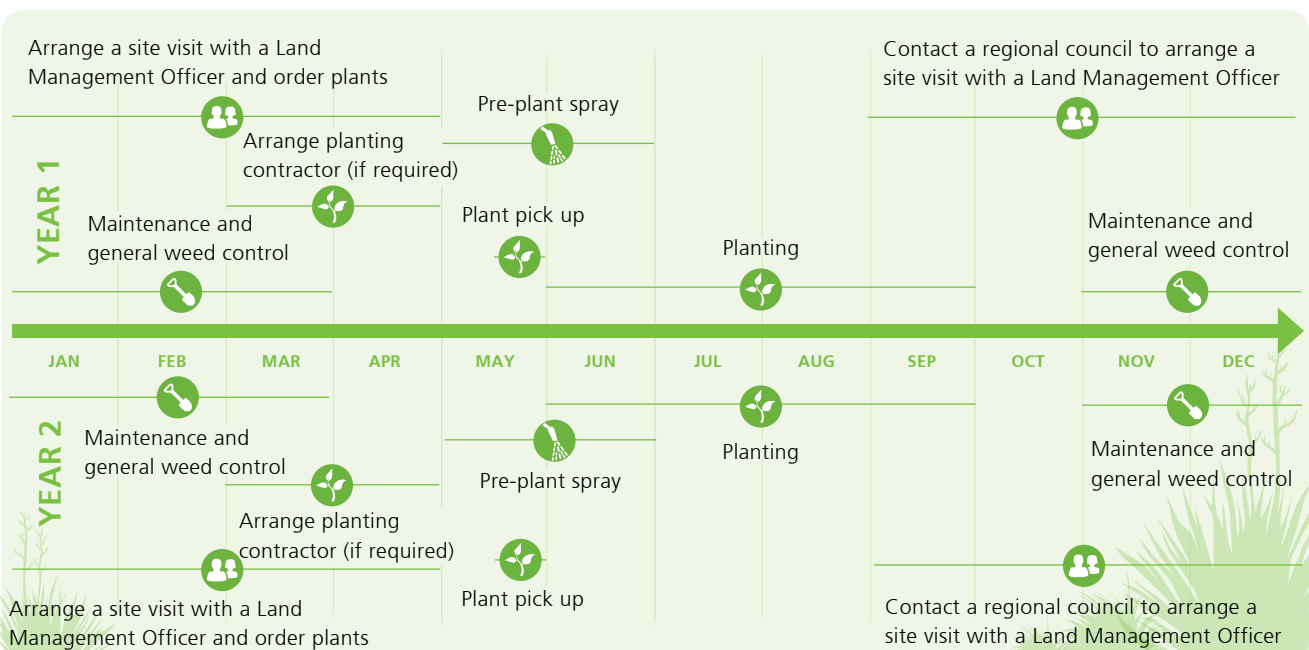 Arrange a site visit with a Land
Management Officer and order plants
Contact a regional council to arrange a
site visit with a Land Management Officer
Pre-plant spray
Arrange planting
contractor (if required)
YEAR 1
Maintenance and
general weed control
Plant pick up
Planting
Maintenance and
general weed control
JAN FEB MAR APR MAY JUN JUL AUG SEP OCT NOV DEC
YEAR 2
Maintenance and
general weed control
Planting
Maintenance and
general weed control
Pre-plant spray
Arrange planting
contractor (if required)
Plant pick up
Arrange a site visit with a Land
Management Officer and order plants
Contact a regional council to arrange a
site visit with a Land Management Officer